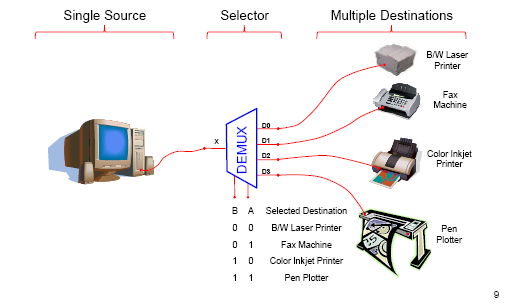 Single Source
Selector
Multiple Destinations
B/W Laser
Printer
Fax
Machine
Color Inkjet
Printer
Pen
Plotter
X
DEMUX
D0
D1
D2
D3
B A Selected Destination
0 0 B/W Laser Printer
0 1 Fax Machine
1 0 Color Inkjet Printer
1 1 Pen Plotter
9